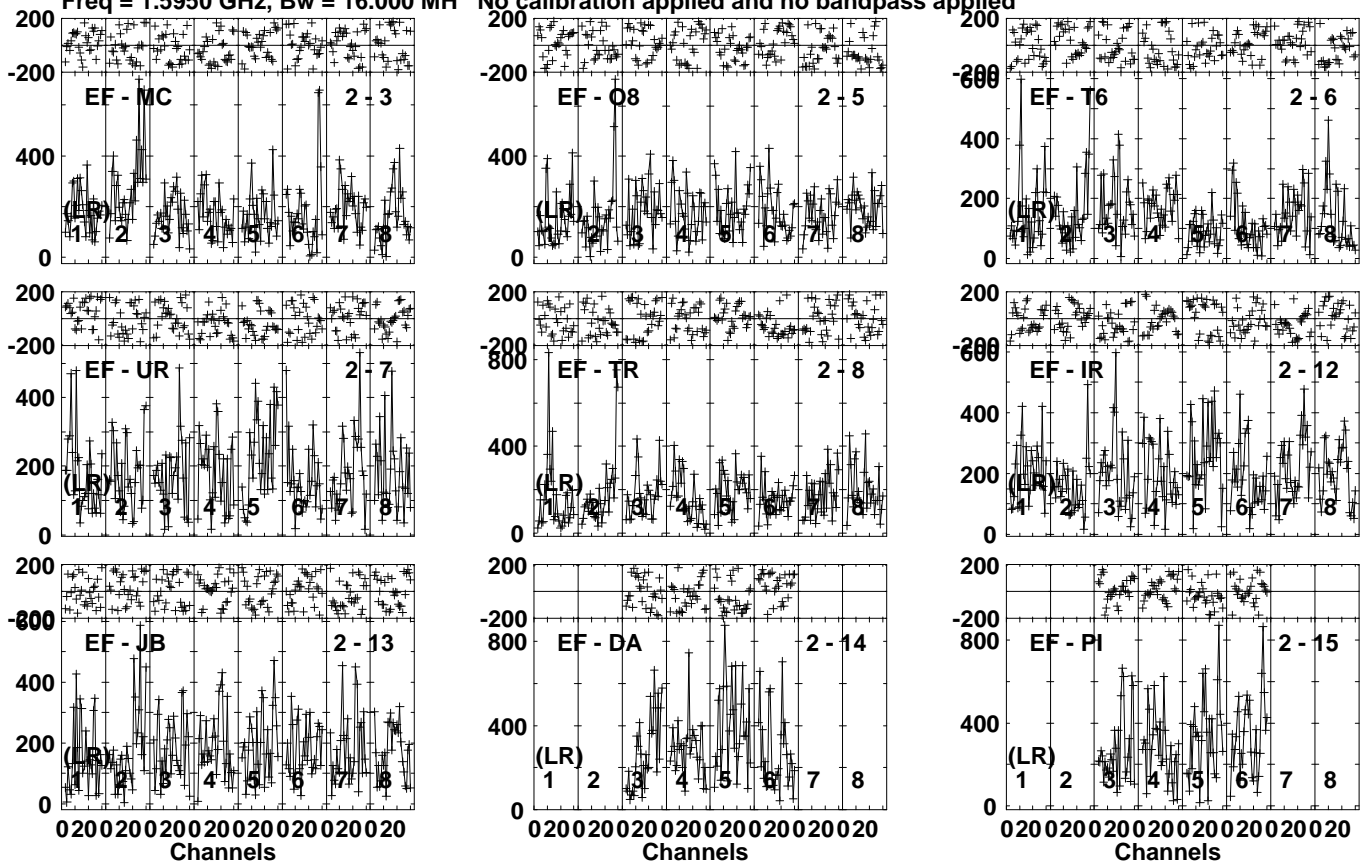 Freq = 1.5950 GHz, Bw = 16.000 MH No calibration applied and no bandpass applied
200 200 200
-200 -200 -200
600
EF - MC 2 - 3 EF - O8 2 - 5 EF - T6 2 - 6
400 400 400
200
(LR) (LR) (LR)
100
1 2 3 4 5 6 7 8 1 2 3 4 5 6 7 8 1 2 3 4 5 6 7 8
0 0 0
200 200 200
-200 -200 -200
800 600
EF - UR 2 - 7 EF - TR 2 - 8 EF - IR 2 - 12
400 400 400
200 200
(LR) (LR) (LR)
100
1 2 3 4 5 6 7 8 1 2 3 4 5 6 7 8 1 2 3 4 5 6 7 8
0 0 0
200 200 200
-200 -200 -200
600
EF - JB 2 - 13 EF - DA 2 - 14 EF - PI 2 - 15
800 800
400 400 400
200
(LR) (LR) (LR)
1 2 3 4 5 6 7 8 1 2 3 4 5 6 7 8 1 2 3 4 5 6 7 8
0 0 0
0 20 0 20 0 20 0 20 0 20 0 20 0 20 0 20 0 20 0 20 0 20 0 20 0 20 0 20 0 20 0 20 0 20 0 20 0 20 0 20 0 20 0 20 0 20 0 20
Channels Channels Channels